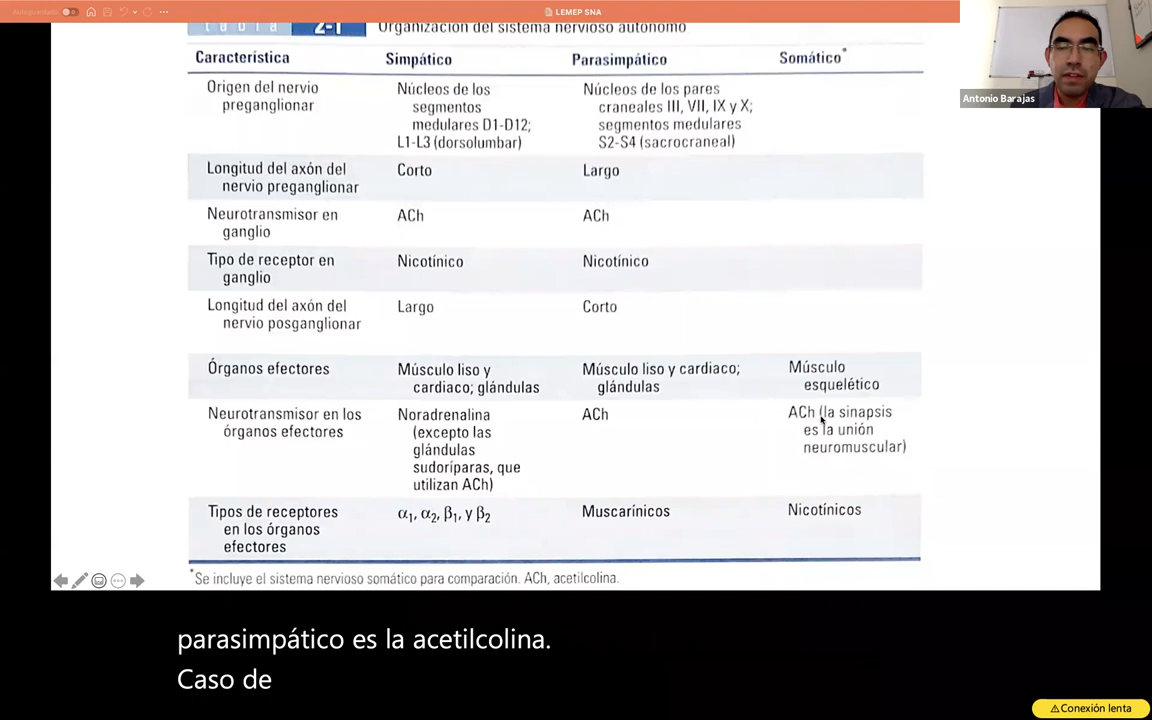 Autoguardado
LEMEP SNA
tabla 2-1 Organización del sistema nervioso autónomo
Característica Simpático Parasimpático Somático*
Origen del nervio
preganglionar
Núcleos de los
segmentos
medulares D1-D12;
L1-L3 (dorsolumbar)
Núcleos de los pares
craneales III, VII, IX y X;
segmentos medulares
S2-S4 (sacrocraneal)
Longitud del axón del
nervio preganglionar
Corto
Largo
Neurotransmisor en
ganglio
ACh
ACh
Tipo de receptor en
ganglio
Nicotínico
Nicotínico
Longitud del axón del
nervio posganglionar
Largo
Corto
Órganos efectores
Músculo liso y
cardiaco; glándulas
Músculo liso y cardiaco;
glándulas
Músculo
esquelético
Neurotransmisor en los
órganos efectores
Noradrenalina
(excepto las
glándulas
sudoríparas, que
utilizan ACh)
ACh
ACh (la sinapsis
es la unión
neuromuscular)
Tipos de receptores
en los órganos
efectores
α1, α2, β1, y β2
Muscarínicos
Nicotínicos
*Se incluye el sistema nervioso somático para comparación. ACh, acetilcolina.
Antonio Barajas
parasimpático es la acetilcolina.
Caso de
⚠Conexión lenta